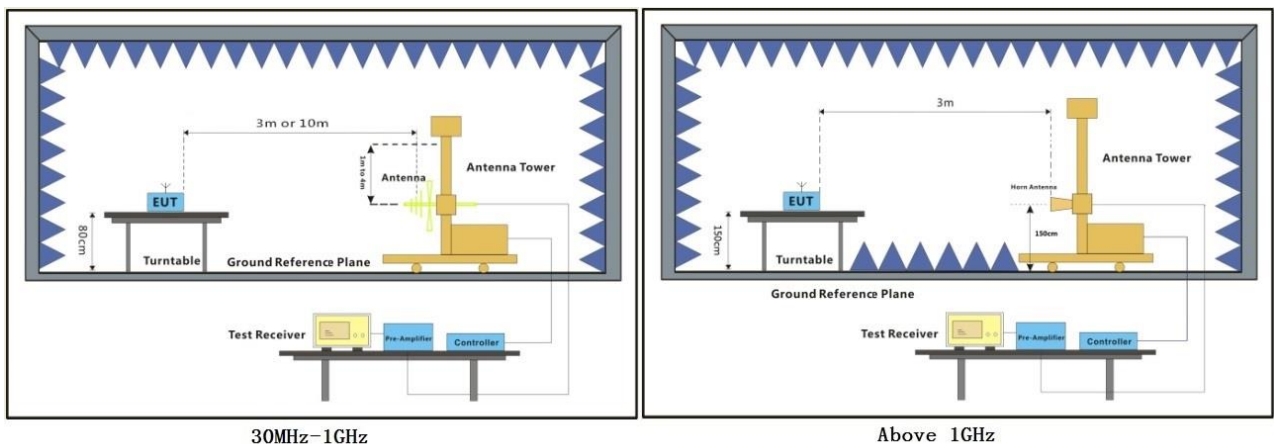 3m or 10m
1m to 4m
Antenna
Antenna Tower
EUT
80cm
Turntable
Ground Reference Plane
Test Receiver
Pre-Amplifier
Controller
30MHz-1GHz
3m
Antenna Tower
Horn Antenna
EUT
150cm
150cm
Turntable
Ground Reference Plane
Test Receiver
Pre-Amplifier
Controller
Above 1GHz